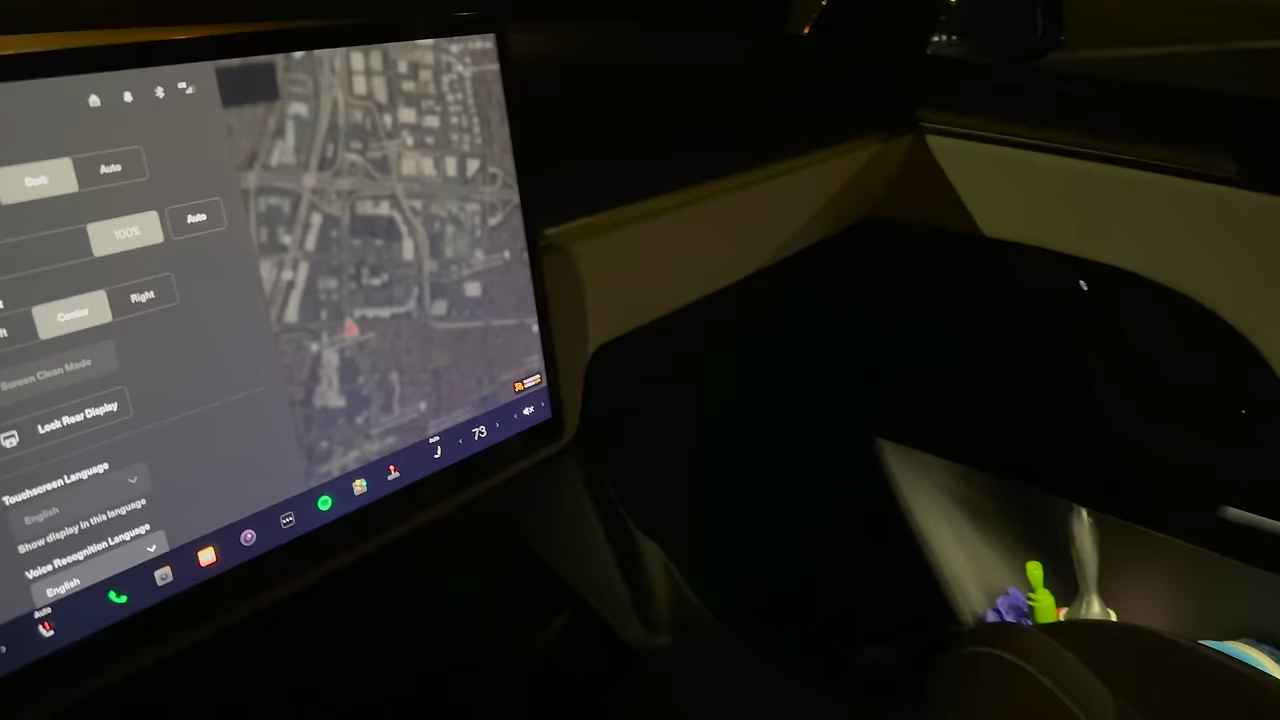 Dark
Auto
100%
Auto
Center
Right
Screen Clean Mode
Lock Rear Display
Touchscreen Language
English
Show display in this language
Voice Recognition Language
English
Auto
Auto
73